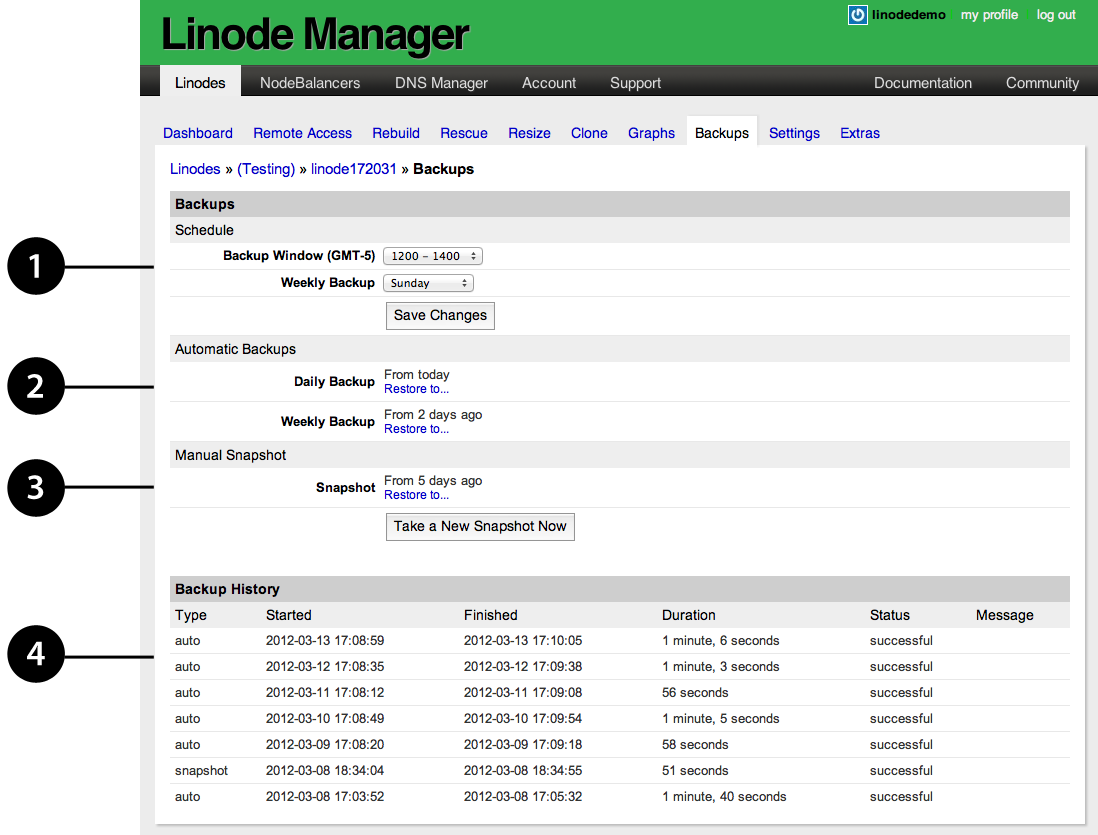 linodedemo my profile log out
Linode Manager
Linodes NodeBalancers DNS Manager Account Support Documentation Community
Dashboard Remote Access Rebuild Rescue Resize Clone Graphs Backups Settings Extras
Linodes » (Testing) » linode172031 » Backups
Backups
Schedule
1
Backup Window (GMT-5) 1200 – 1400
Weekly Backup Sunday
Save Changes
Automatic Backups
2
Daily Backup From today
Restore to...
Weekly Backup From 2 days ago
Restore to...
Manual Snapshot
3
Snapshot From 5 days ago
Restore to...
Take a New Snapshot Now
Backup History
Type Started Finished Duration Status Message
auto 2012-03-13 17:08:59 2012-03-13 17:10:05 1 minute, 6 seconds successful
4
auto 2012-03-12 17:08:35 2012-03-12 17:09:38 1 minute, 3 seconds successful
auto 2012-03-11 17:08:12 2012-03-11 17:09:08 56 seconds successful
auto 2012-03-10 17:08:49 2012-03-10 17:09:54 1 minute, 5 seconds successful
auto 2012-03-09 17:08:20 2012-03-09 17:09:18 58 seconds successful
snapshot 2012-03-08 18:34:04 2012-03-08 18:34:55 51 seconds successful
auto 2012-03-08 17:03:52 2012-03-08 17:05:32 1 minute, 40 seconds successful